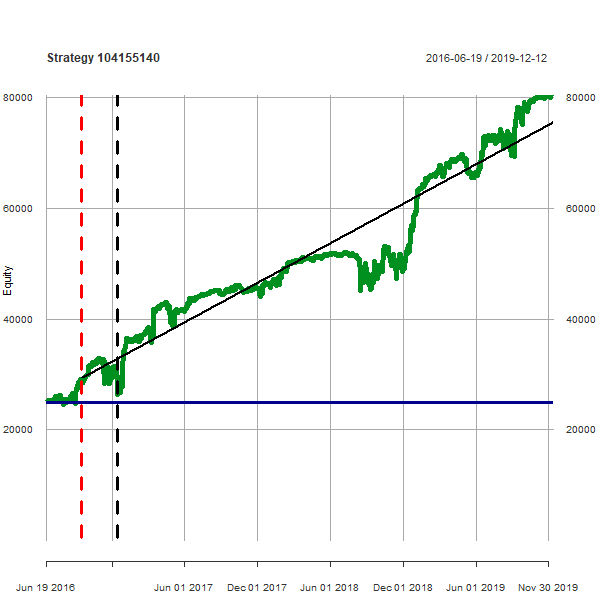 Strategy 104155140
2016-06-19 / 2019-12-12
80000
80000
60000
60000
Equity
40000
40000
20000
20000
Jun 19 2016
Jun 01 2017
Dec 01 2017
Jun 01 2018
Dec 01 2018
Jun 01 2019
Nov 30 2019